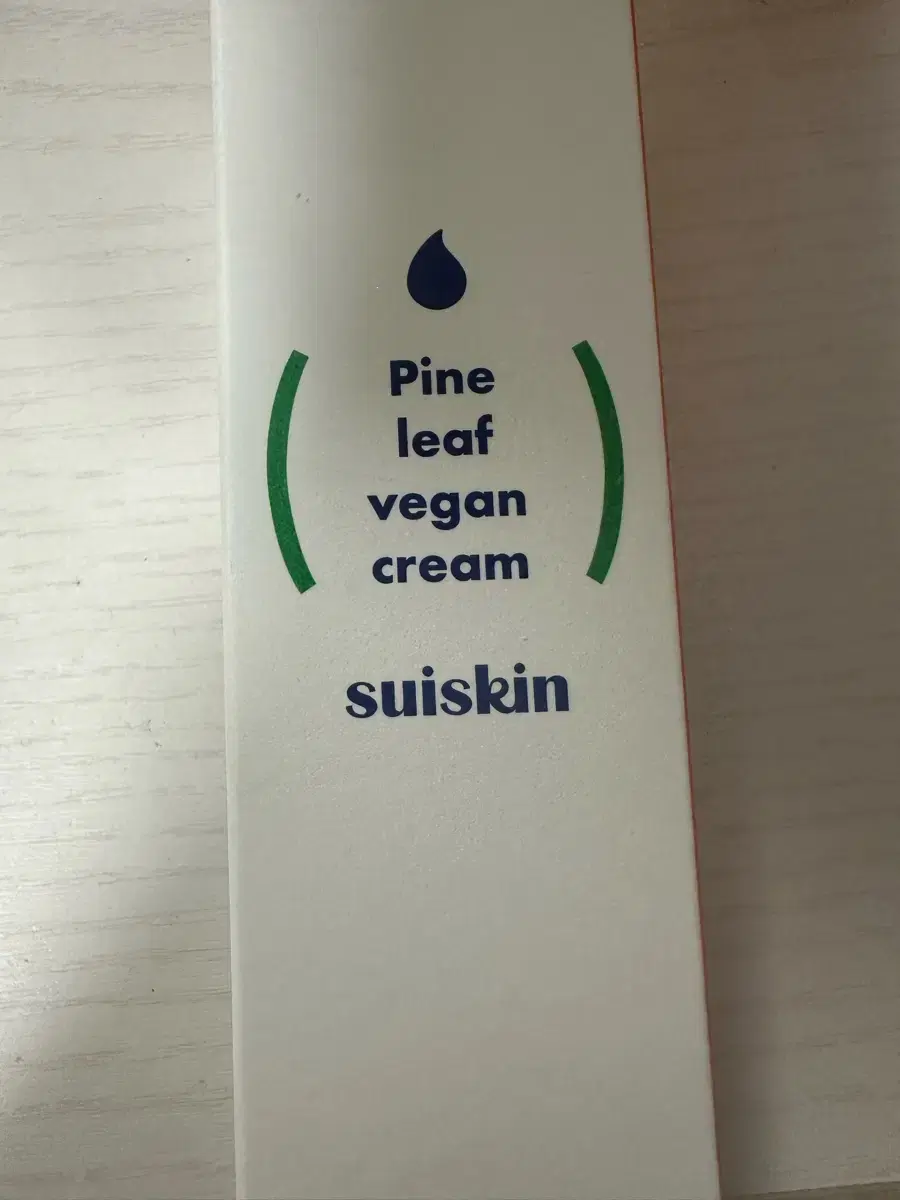 Pine
leaf
vegan
cream
suiskin